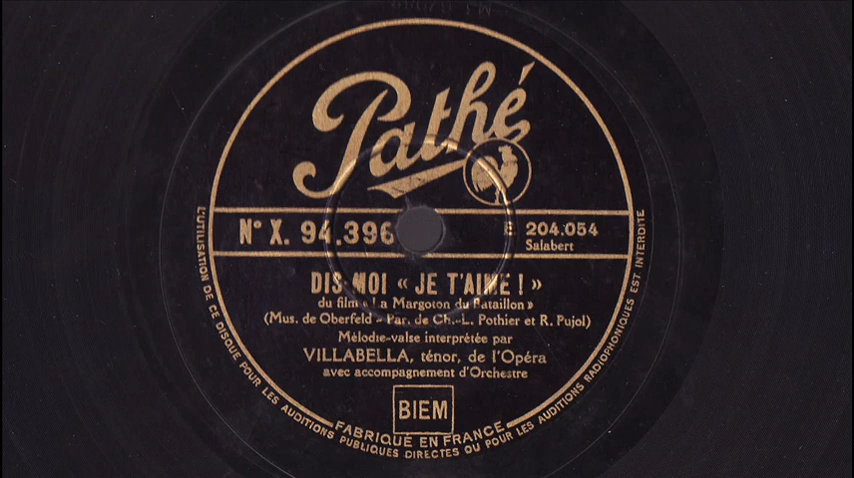 Pathé
N° X. 94.396
E 204.054
Salabert
DIS-MOI « JE T'AIME ! »
du film « La Margoton du Bataillon »
(Mus. de Oberfeld - Par. de Ch.-L. Pothier et R. Pujol)
Mélodie-valse interprétée par
VILLABELLA, ténor, de l'Opéra
avec accompagnement d'Orchestre
BIEM
FABRIQUÉ EN FRANCE
L'UTILISATION DE CE DISQUE POUR LES AUDITIONS PUBLIQUES DIRECTES OU POUR LES AUDITIONS RADIOPHONIQUES EST INTERDITE